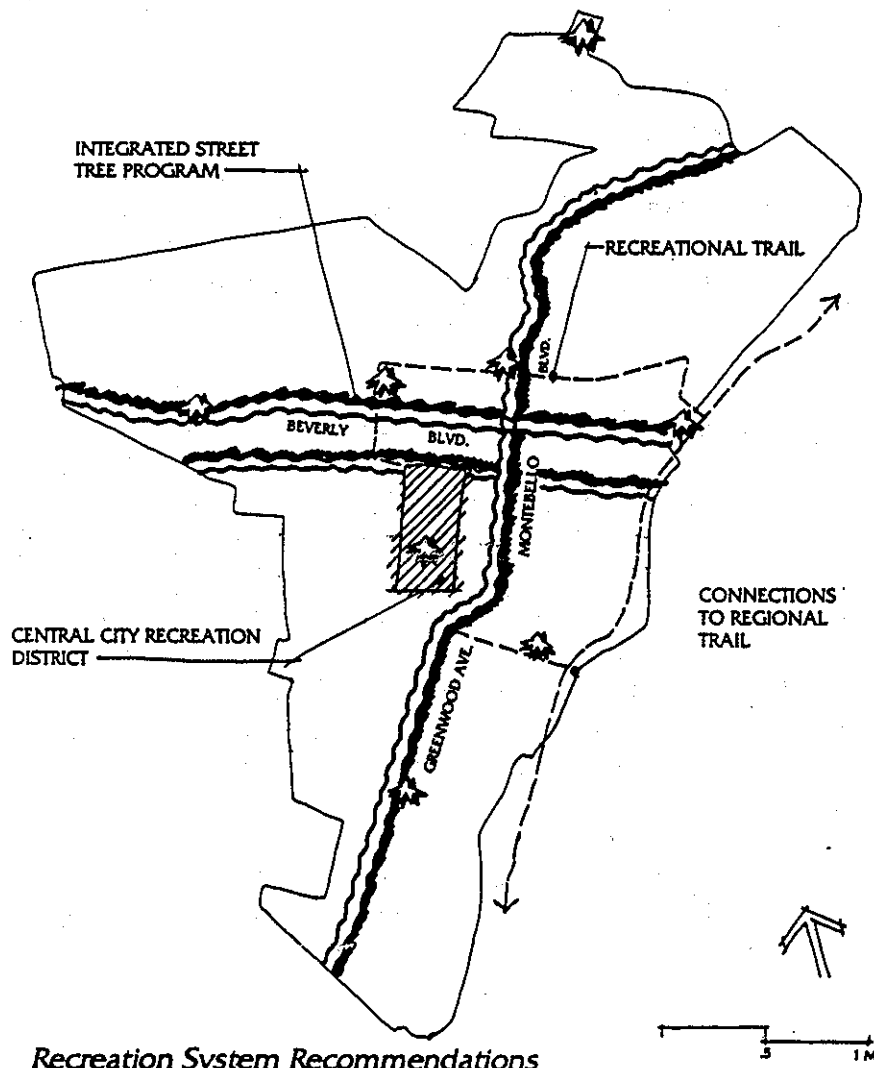 INTEGRATED STREET
TREE PROGRAM
RECREATIONAL TRAIL
BLVD.
BEVERLY BLVD.
MONTEBELLO
CONNECTIONS
TO REGIONAL
TRAIL
CENTRAL CITY RECREATION
DISTRICT
GREENWOOD AVE.
.5 1 M
Recreation System Recommendations